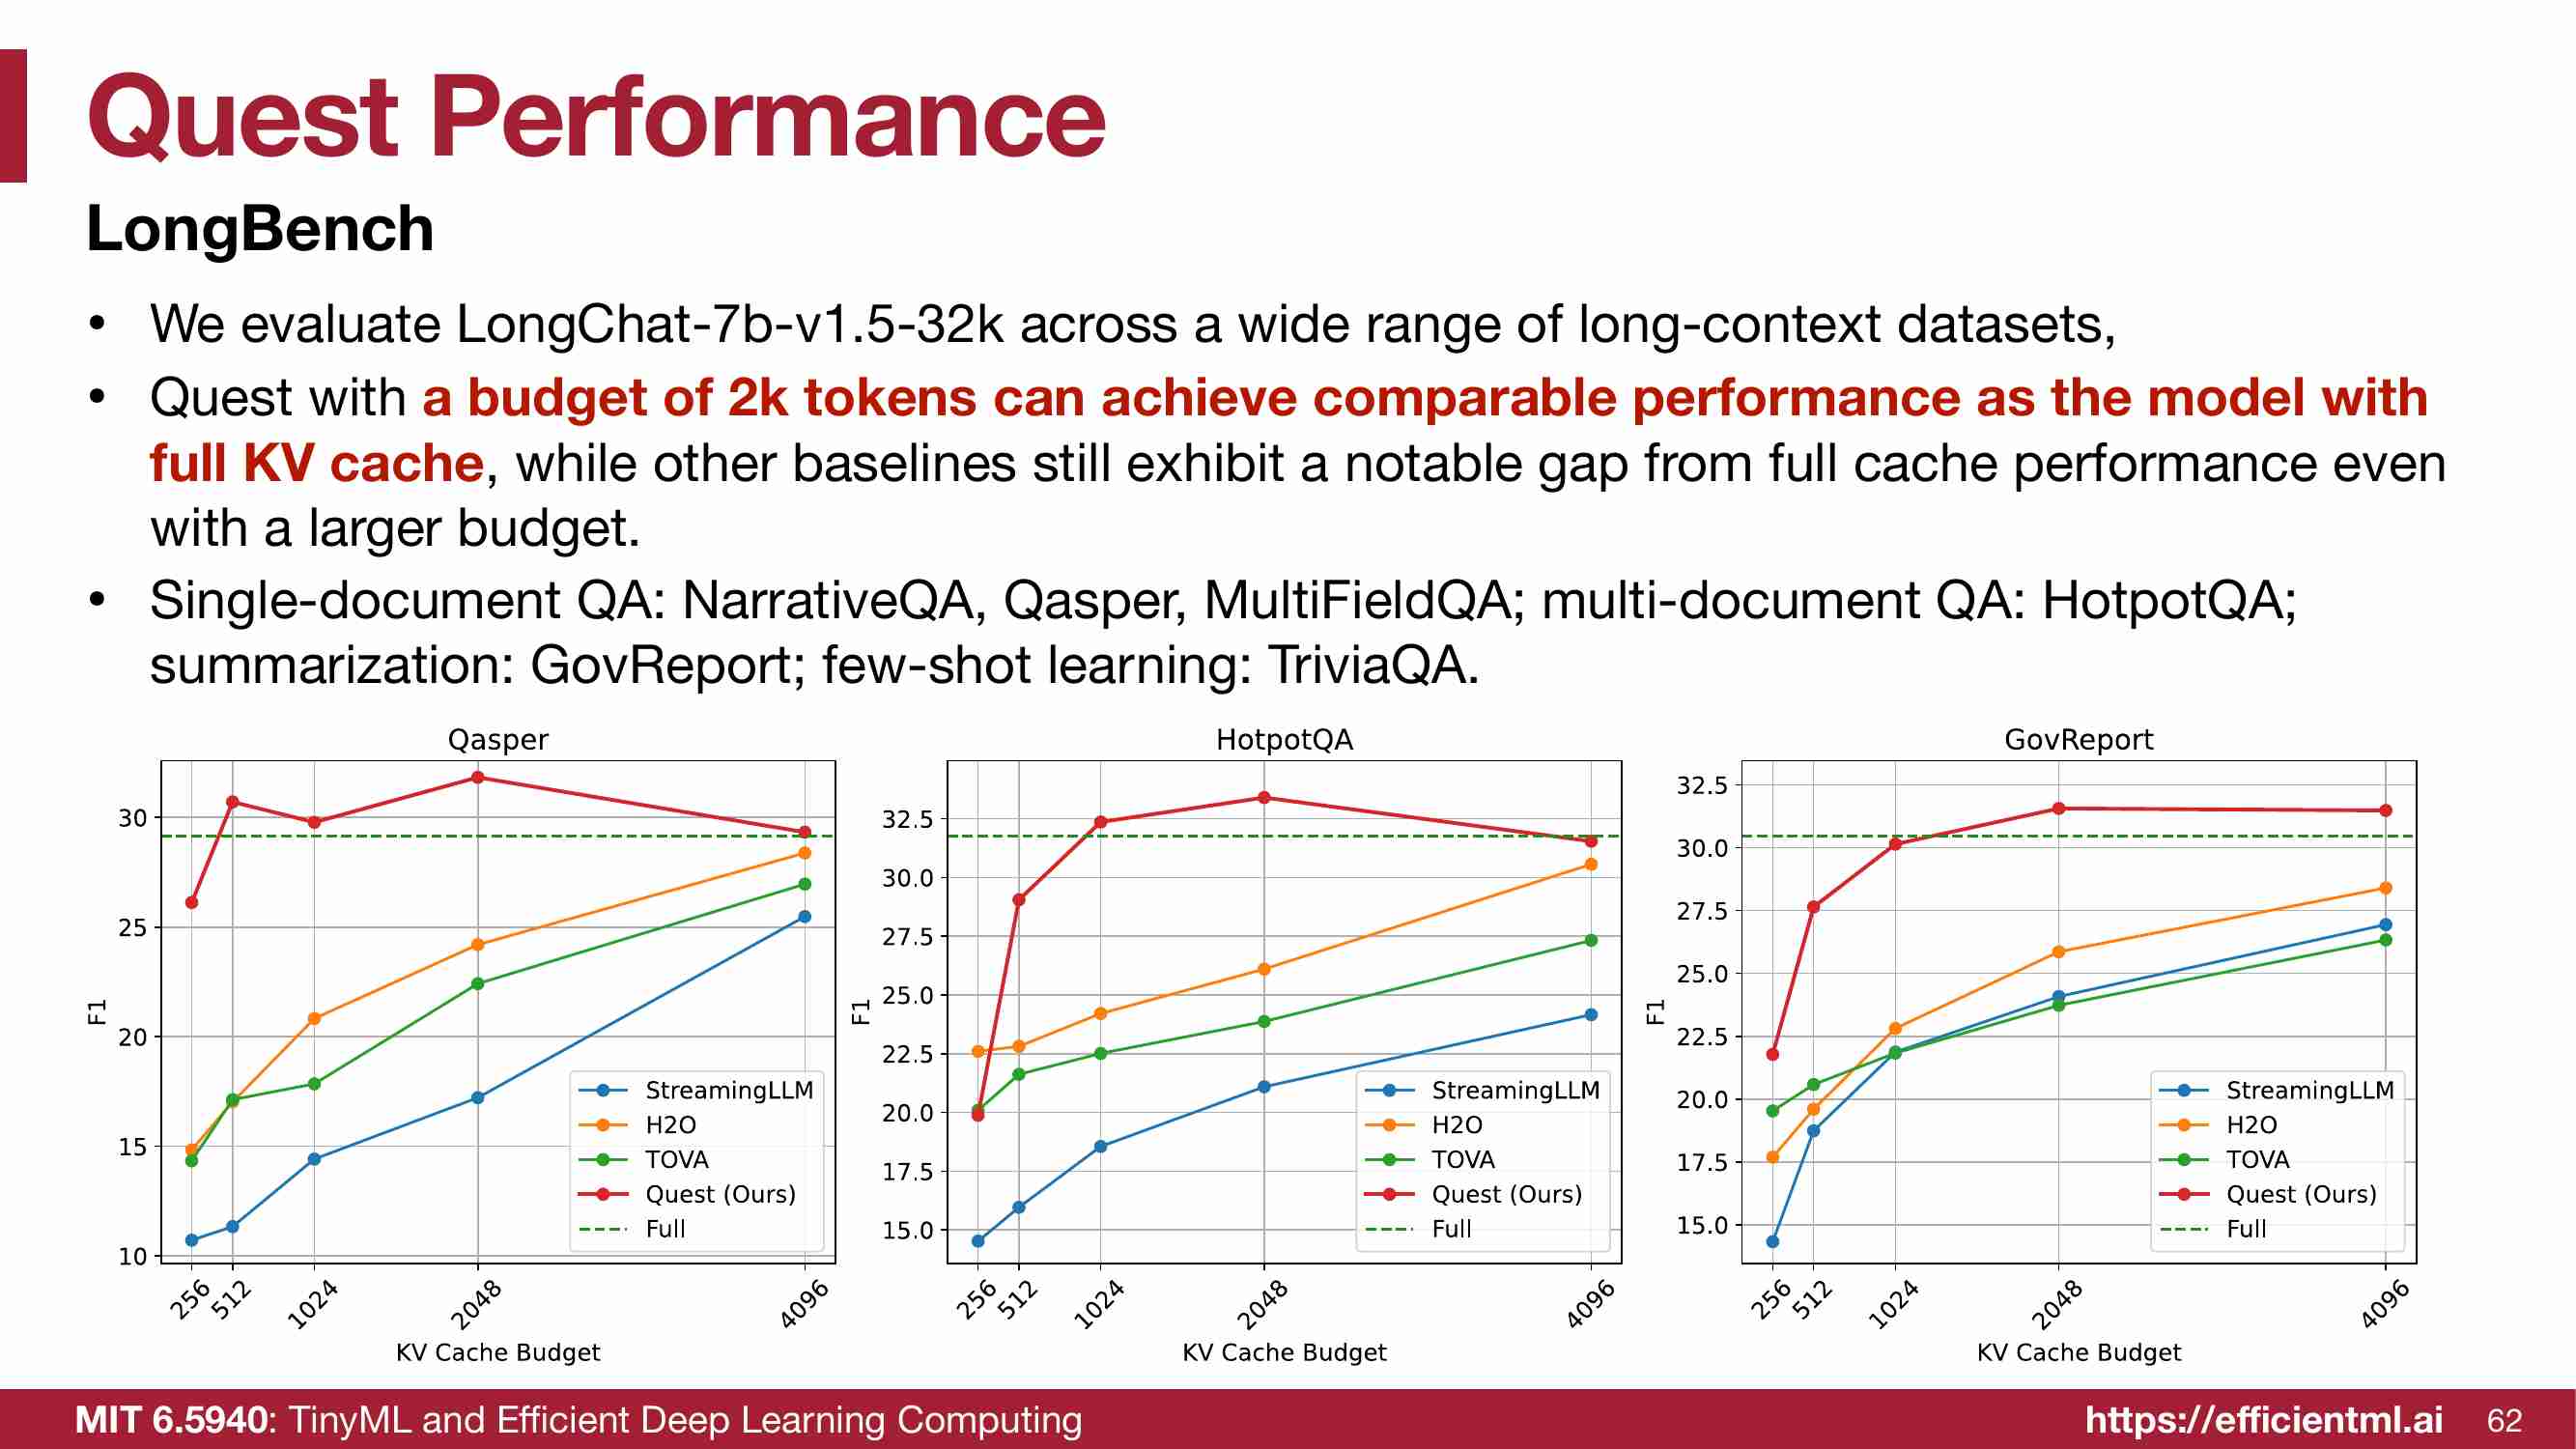 Quest Performance
LongBench
• We evaluate LongChat-7b-v1.5-32k across a wide range of long-context datasets,
• Quest with a budget of 2k tokens can achieve comparable performance as the model with
full KV cache, while other baselines still exhibit a notable gap from full cache performance even
with a larger budget.
• Single-document QA: NarrativeQA, Qasper, MultiFieldQA; multi-document QA: HotpotQA;
summarization: GovReport; few-shot learning: TriviaQA.
Qasper
30
25
20
15
10
F1
StreamingLLM
H2O
TOVA
Quest (Ours)
Full
256 512 1024 2048 4096
KV Cache Budget
HotpotQA
32.5
30.0
27.5
25.0
22.5
20.0
17.5
15.0
F1
StreamingLLM
H2O
TOVA
Quest (Ours)
Full
256 512 1024 2048 4096
KV Cache Budget
GovReport
32.5
30.0
27.5
25.0
22.5
20.0
17.5
15.0
F1
StreamingLLM
H2O
TOVA
Quest (Ours)
Full
256 512 1024 2048 4096
KV Cache Budget
MIT 6.5940: TinyML and Efficient Deep Learning Computing
https://efficientml.ai 62